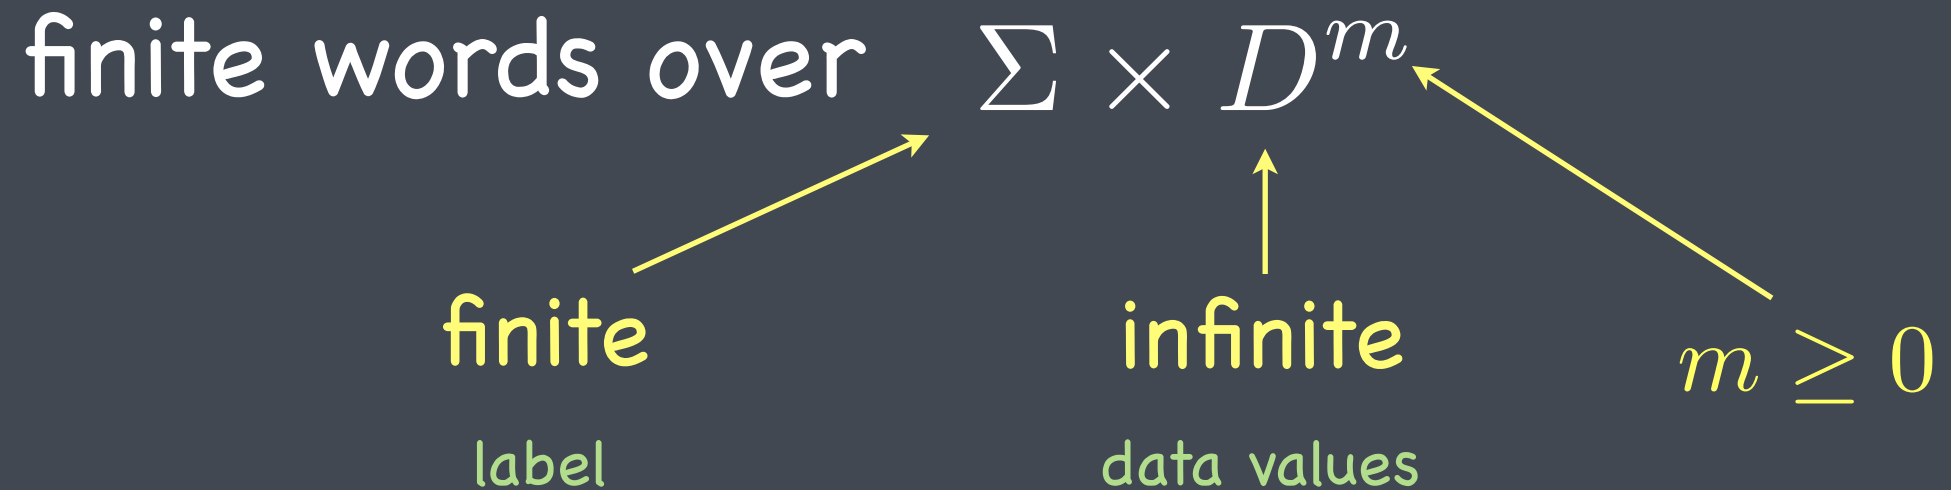 finite words over Σ × D^m
finite infinite
m ≥ 0
label data values